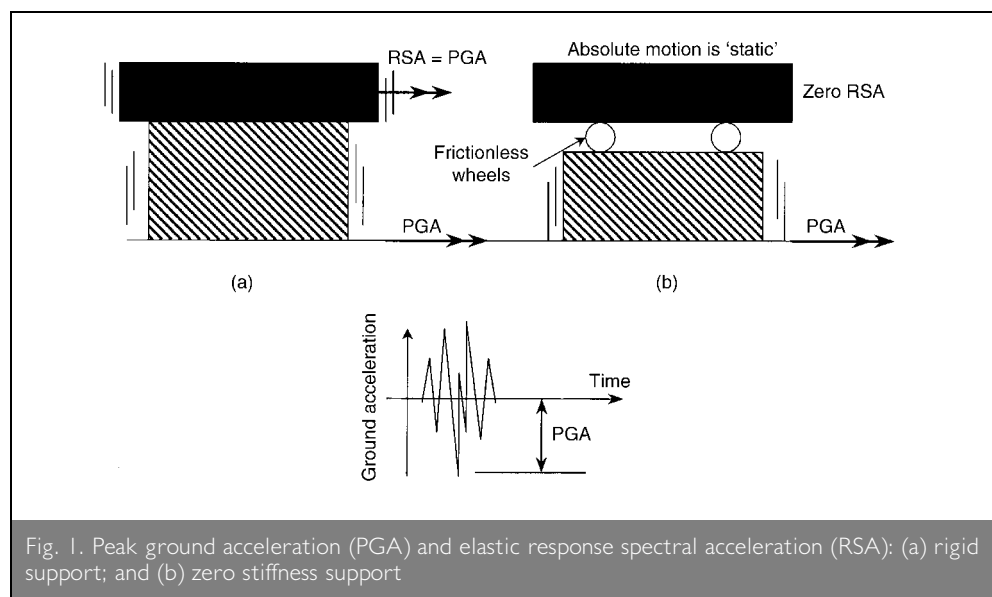 RSA = PGA
PGA
(a)
Absolute motion is ‘static’
Zero RSA
Frictionless
wheels
PGA
(b)
Ground acceleration
Time
PGA
Fig. 1. Peak ground acceleration (PGA) and elastic response spectral acceleration (RSA): (a) rigid
support; and (b) zero stiffness support